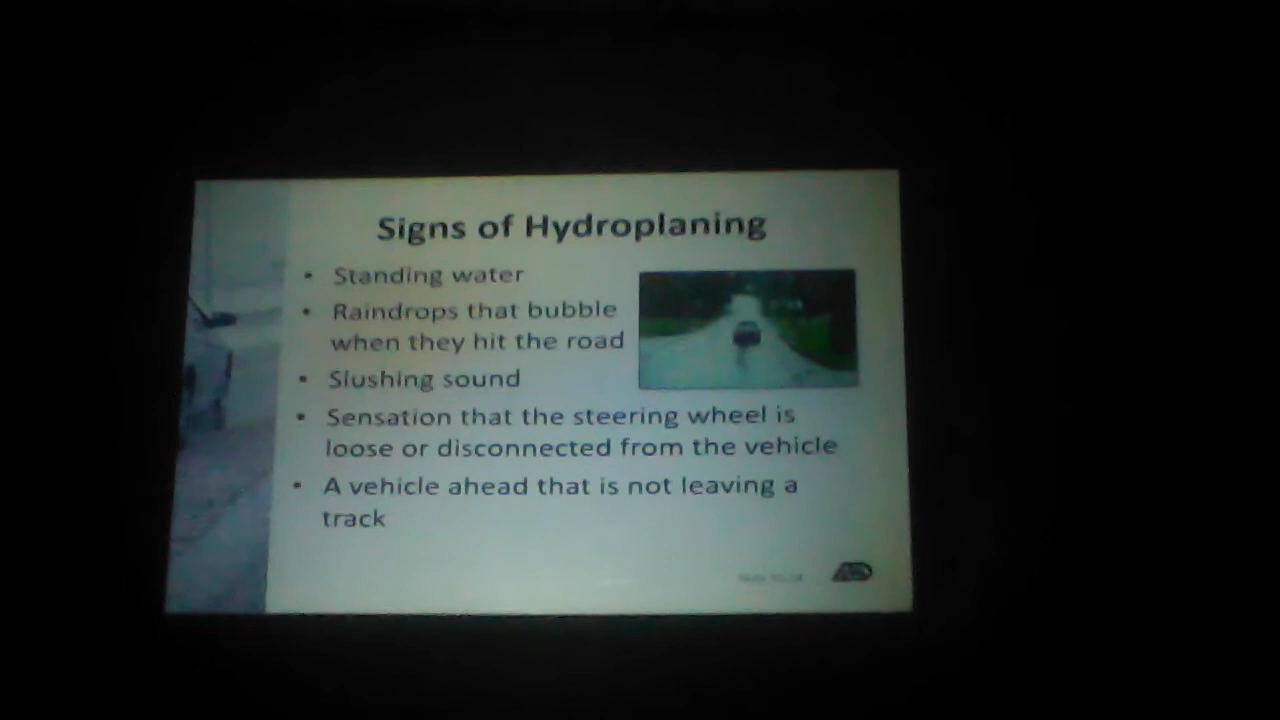 Signs of Hydroplaning
• Standing water
• Raindrops that bubble
when they hit the road
• Slushing sound
• Sensation that the steering wheel is
loose or disconnected from the vehicle
• A vehicle ahead that is not leaving a
track